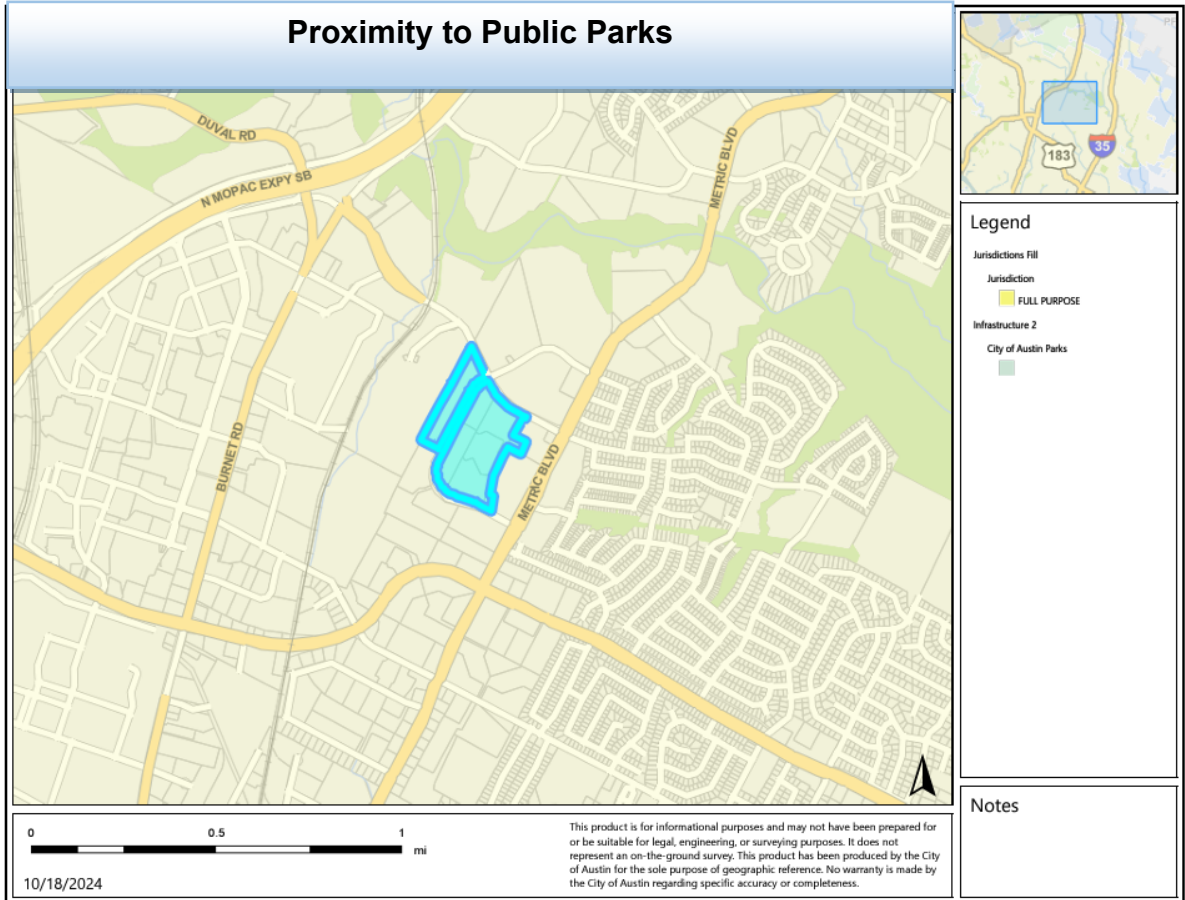 Proximity to Public Parks
DUVAL RD
N MOPAC EXPY SB
METRIC BLVD
BURNET RD
METRIC BLVD
183
35
Legend
Jurisdictions Fill
Jurisdiction
FULL PURPOSE
Infrastructure 2
City of Austin Parks
Notes
0 0.5 1
mi
10/18/2024
This product is for informational purposes and may not have been prepared for
or be suitable for legal, engineering, or surveying purposes. It does not
represent an on-the-ground survey. This product has been produced by the City
of Austin for the sole purpose of geographic reference. No warranty is made by
the City of Austin regarding specific accuracy or completeness.